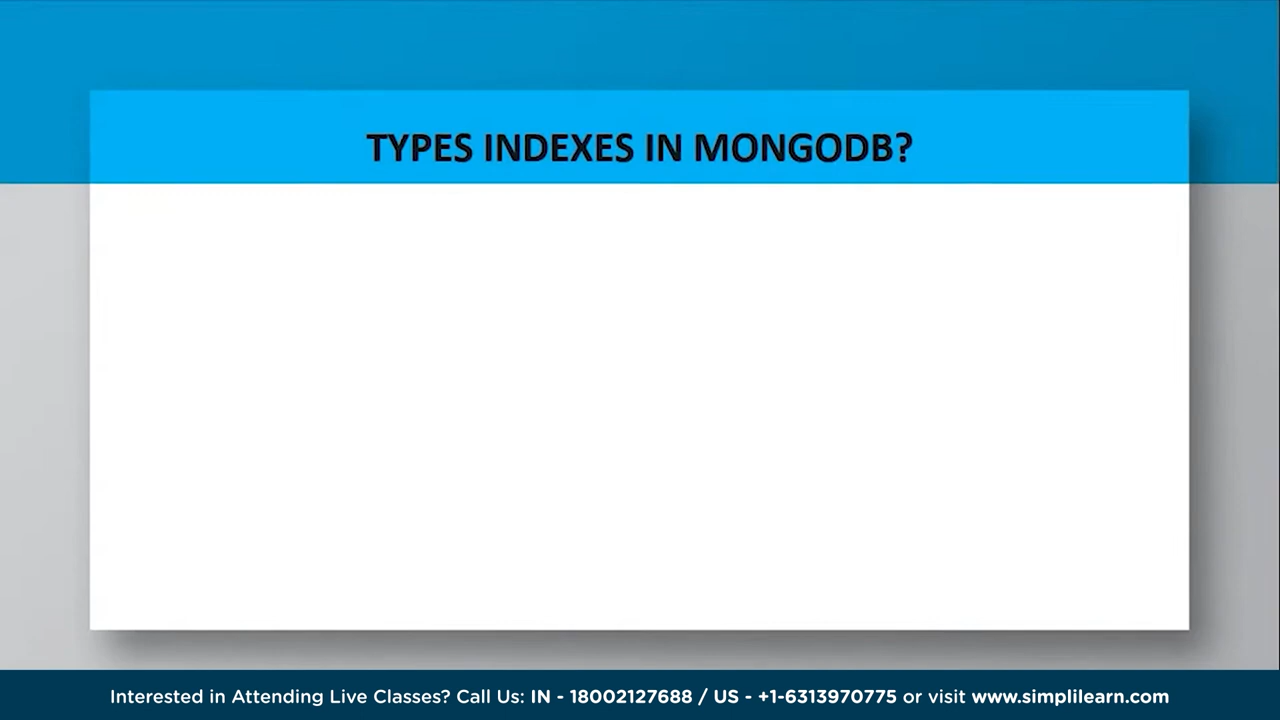 TYPES INDEXES IN MONGODB?
Interested in Attending Live Classes? Call Us: IN - 18002127688 / US - +1-6313970775 or visit www.simplilearn.com